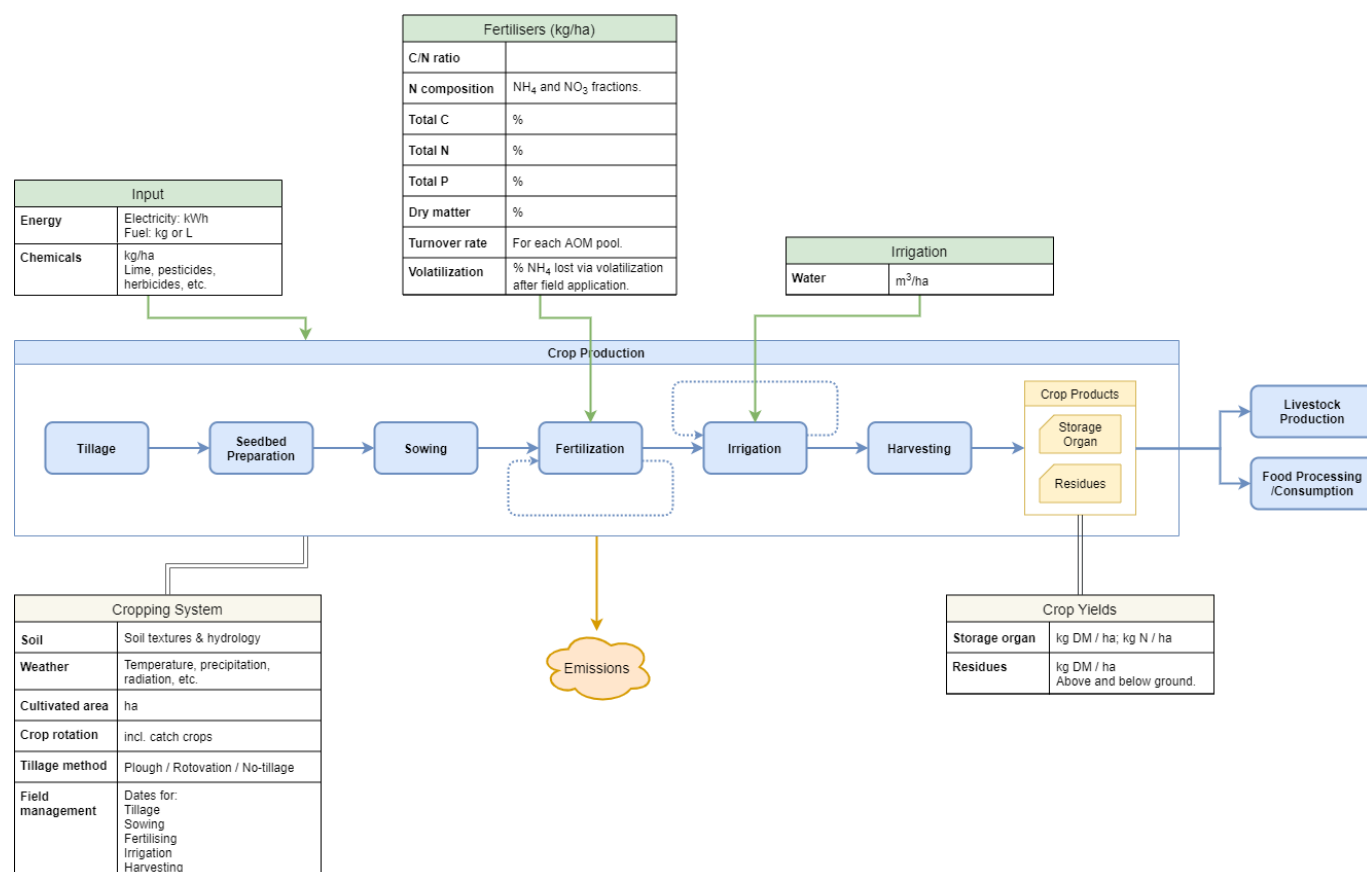 Fertilisers (kg/ha)
C/N ratio
N composition NH₄ and NO₃ fractions.
Total C %
Total N %
Total P %
Dry matter %
Turnover rate For each AOM pool.
Volatilization % NH₄ lost via volatilization
after field application.
Input
Energy Electricity: kWh
Fuel: kg or L
Chemicals kg/ha
Lime, pesticides,
herbicides, etc.
Irrigation
Water m³/ha
Crop Production
Tillage
Seedbed
Preparation
Sowing
Fertilization
Irrigation
Harvesting
Crop Products
Storage
Organ
Residues
Livestock
Production
Food Processing
/Consumption
Cropping System
Soil Soil textures & hydrology
Weather Temperature, precipitation,
radiation, etc.
Cultivated area ha
Crop rotation incl. catch crops
Tillage method Plough / Rotovation / No-tillage
Field
management
Dates for:
Tillage
Sowing
Fertilising
Irrigation
Harvesting
Emissions
Crop Yields
Storage organ kg DM / ha; kg N / ha
Residues kg DM / ha
Above and below ground.